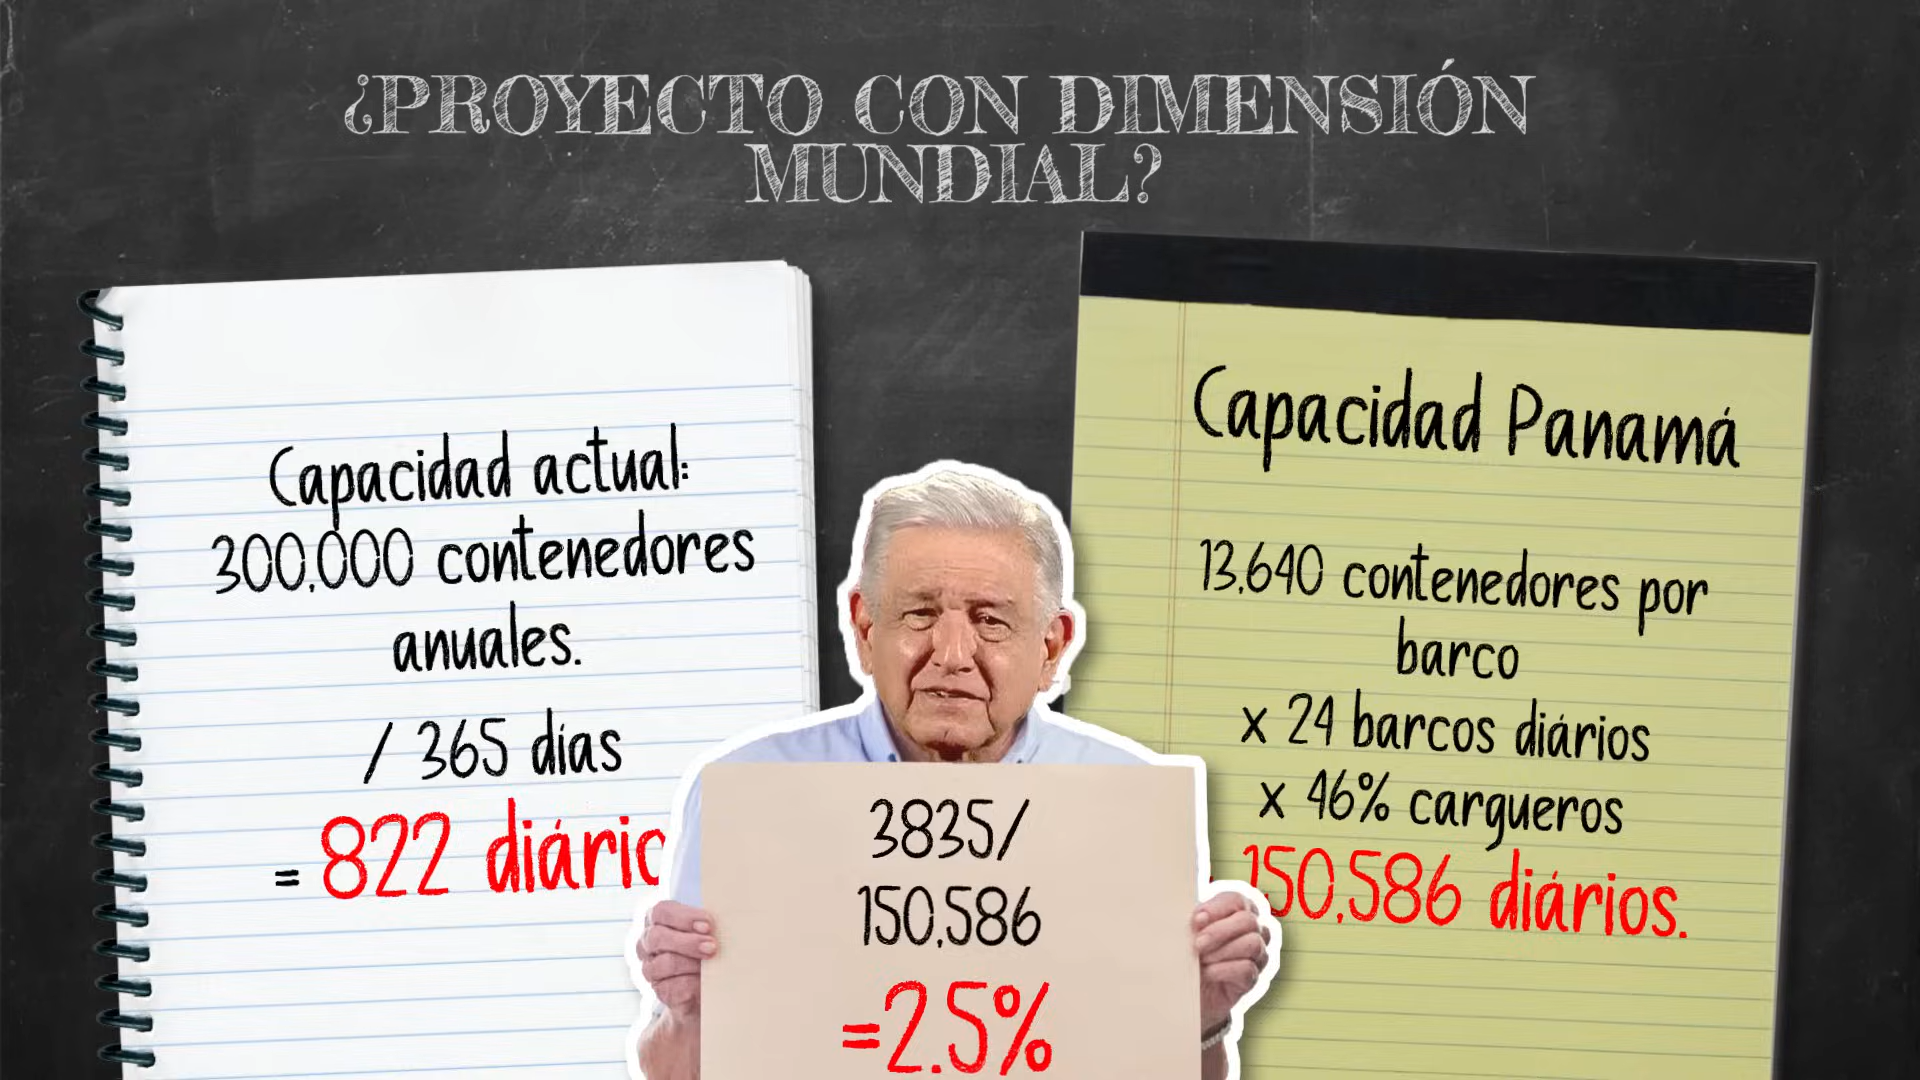 ¿PROYECTO CON DIMENSIÓN
MUNDIAL?
Capacidad actual:
300,000 contenedores
anuales.
/ 365 días
= 822 diário
Capacidad Panamá
13,640 contenedores por
barco
x 24 barcos diários
x 46% cargueros
150,586 diários.
3835/
150,586
=2.5%